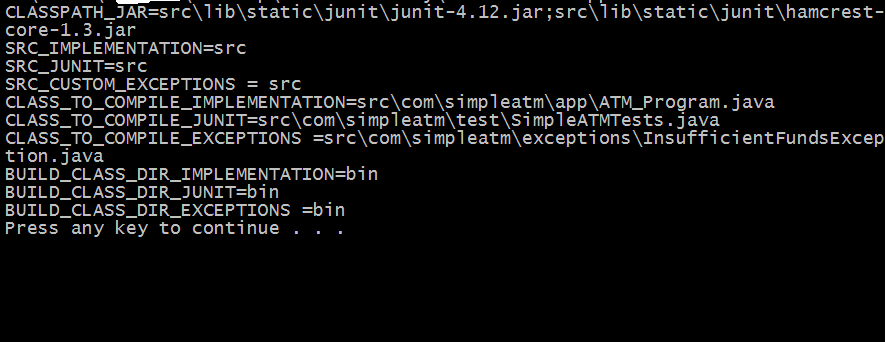 CLASSPATH_JAR=src\lib\static\junit\junit-4.12.jar;src\lib\static\junit\hamcrest-
core-1.3.jar
SRC_IMPLEMENTATION=src
SRC_JUNIT=src
SRC_CUSTOM_EXCEPTIONS = src
CLASS_TO_COMPILE_IMPLEMENTATION=src\com\simpleatm\app\ATM_Program.java
CLASS_TO_COMPILE_JUNIT=src\com\simpleatm\test\SimpleATMTests.java
CLASS_TO_COMPILE_EXCEPTIONS =src\com\simpleatm\exceptions\InsufficientFundsExcep
tion.java
BUILD_CLASS_DIR_IMPLEMENTATION=bin
BUILD_CLASS_DIR_JUNIT=bin
BUILD_CLASS_DIR_EXCEPTIONS =bin
Press any key to continue . . .